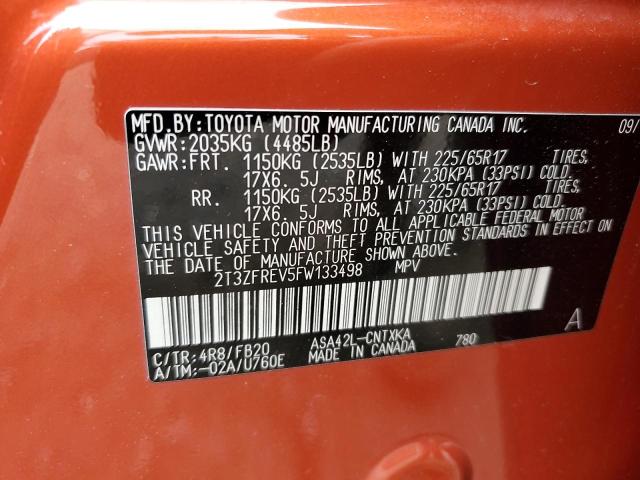 MFD.BY:TOYOTA MOTOR MANUFACTURING CANADA INC. 09/
GVWR:2035KG (4485LB)
GAWR:FRT. 1150KG (2535LB) WITH 225/65R17 TIRES,
17X6. 5J RIMS, AT 230KPA (33PSI) COLD.
RR. 1150KG (2535LB) WITH 225/65R17 TIRES,
17X6. 5J RIMS, AT 230KPA (33PSI) COLD.
THIS VEHICLE CONFORMS TO ALL APPLICABLE FEDERAL MOTOR
VEHICLE SAFETY AND THEFT PREVENTION STANDARDS IN EFFECT ON
THE DATE OF MANUFACTURE SHOWN ABOVE.
2T3ZFREV5FW133498 MPV
A
C/TR:4R8/FB20 ASA42L-CNTXKA 780
A/TM:-02A/U760E MADE IN CANADA